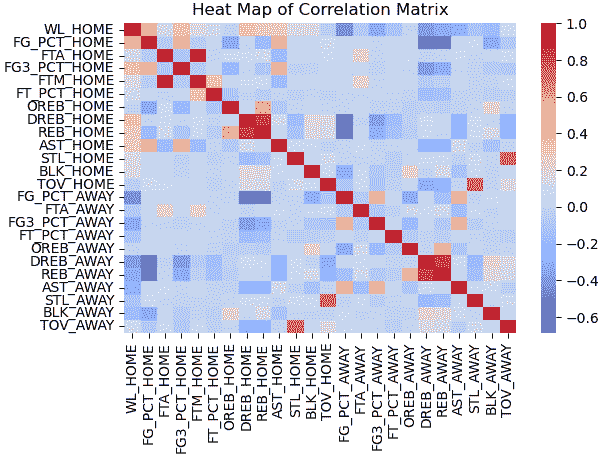 Heat Map of Correlation Matrix
WL_HOME
FG_PCT_HOME
FTA_HOME
FG3_PCT_HOME
FTM_HOME
FT_PCT_HOME
OREB_HOME
DREB_HOME
REB_HOME
AST_HOME
STL_HOME
BLK_HOME
TOV_HOME
FG_PCT_AWAY
FTA_AWAY
FG3_PCT_AWAY
FT_PCT_AWAY
OREB_AWAY
DREB_AWAY
REB_AWAY
AST_AWAY
STL_AWAY
BLK_AWAY
TOV_AWAY
WL_HOME
FG_PCT_HOME
FTA_HOME
FG3_PCT_HOME
FTM_HOME
FT_PCT_HOME
OREB_HOME
DREB_HOME
REB_HOME
AST_HOME
STL_HOME
BLK_HOME
TOV_HOME
FG_PCT_AWAY
FTA_AWAY
FG3_PCT_AWAY
FT_PCT_AWAY
OREB_AWAY
DREB_AWAY
REB_AWAY
AST_AWAY
STL_AWAY
BLK_AWAY
TOV_AWAY
1.0
0.8
0.6
0.4
0.2
0.0
−0.2
−0.4
−0.6